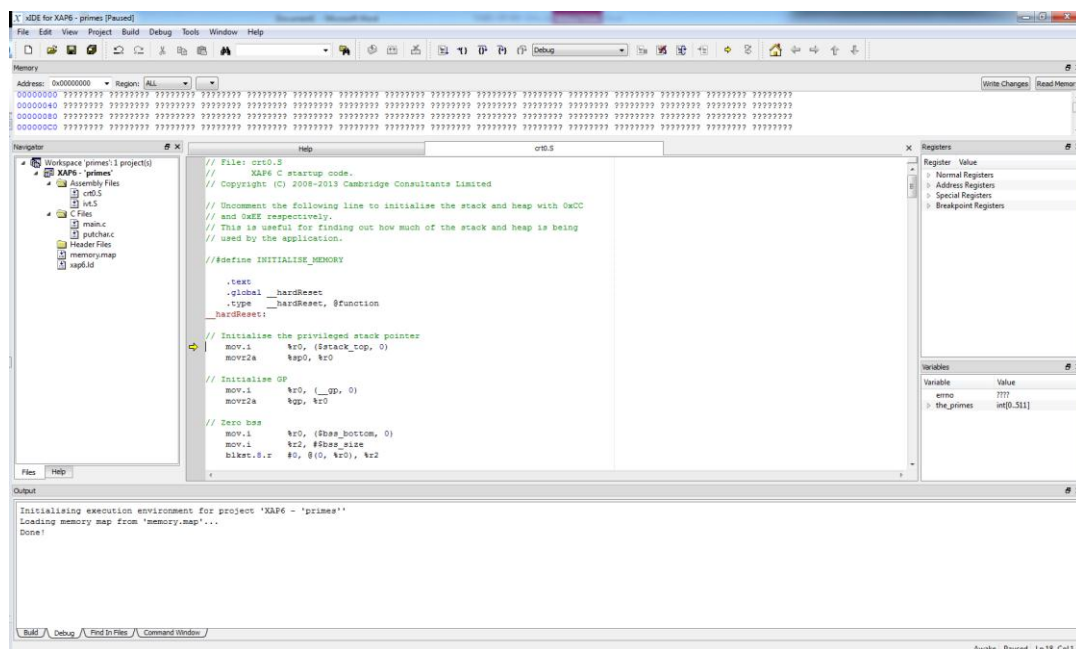 xIDE for XAP6 - primes [Paused]
File Edit View Project Build Debug Tools Window Help
Debug
Memory
Address: 0x00000000 Region: ALL Write Changes Read Memor
00000000 ???????? ???????? ???????? ???????? ???????? ???????? ???????? ???????? ???????? ???????? ???????? ???????? ???????? ???????? ???????? ????????
00000040 ???????? ???????? ???????? ???????? ???????? ???????? ???????? ???????? ???????? ???????? ???????? ???????? ???????? ???????? ???????? ????????
00000080 ???????? ???????? ???????? ???????? ???????? ???????? ???????? ???????? ???????? ???????? ???????? ???????? ???????? ???????? ???????? ????????
000000C0 ???????? ???????? ???????? ???????? ???????? ???????? ???????? ???????? ???????? ???????? ???????? ???????? ???????? ???????? ???????? ????????
Navigator
Workspace 'primes': 1 project(s)
XAP6 - 'primes'
Assembly Files
crt0.S
ivt.S
C Files
main.c
putchar.c
Header Files
memory.map
xap6.ld
Files Help
Help crt0.S
// File: crt0.S
// XAP6 C startup code.
// Copyright (C) 2008-2013 Cambridge Consultants Limited
// Uncomment the following line to initialise the stack and heap with 0xCC
// and 0xEE respectively.
// This is useful for finding out how much of the stack and heap is being
// used by the application.
//#define INITIALISE_MEMORY
.text
.global __hardReset
.type __hardReset, @function
__hardReset:
// Initialise the privileged stack pointer
mov.i %r0, ($stack_top, 0)
movr2a %sp0, %r0
// Initialise GP
mov.i %r0, (__gp, 0)
movr2a %gp, %r0
// Zero bss
mov.i %r0, ($bss_bottom, 0)
mov.i %r2, #$bss_size
blkst.8.r #0, @(0, %r0), %r2
Registers
Register Value
Normal Registers
Address Registers
Special Registers
Breakpoint Registers
Variables
Variable Value
errno ????
the_primes int[0..511]
Output
Initialising execution environment for project 'XAP6 - 'primes''
Loading memory map from 'memory.map'...
Done!
Build Debug Find In Files Command Window
Awake Paused Ln 18, Col 1